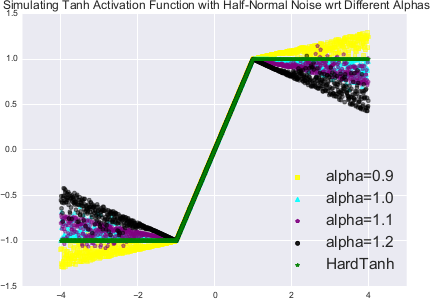 Simulating Tanh Activation Function with Half-Normal Noise wrt Different Alphas
1.5
1.0
0.5
0.0
−0.5
−1.0
−1.5
−4
−2
0
2
4
alpha=0.9
alpha=1.0
alpha=1.1
alpha=1.2
HardTanh